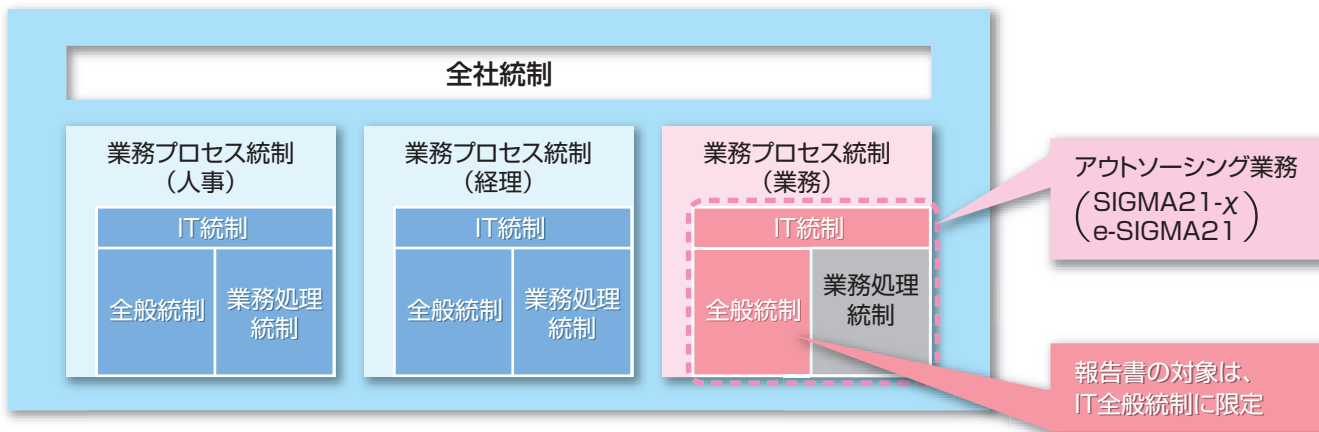 全社統制
業務プロセス統制
（人事）
IT統制
全般統制
業務処理
統制
業務プロセス統制
（経理）
IT統制
全般統制
業務処理
統制
業務プロセス統制
（業務）
IT統制
全般統制
業務処理
統制
アウトソーシング業務
(SIGMA21-χ
e-SIGMA21)
報告書の対象は、
IT全般統制に限定